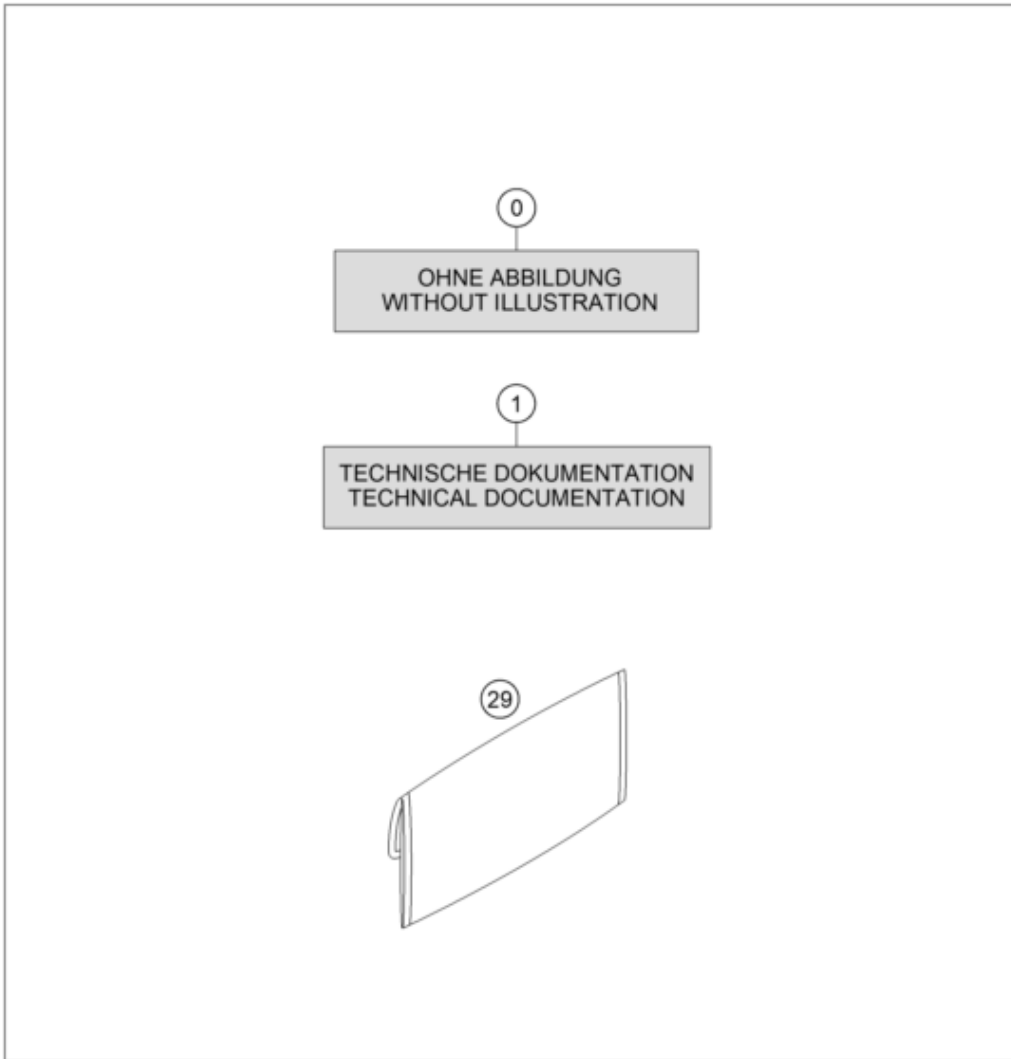 0
OHNE ABBILDUNG
WITHOUT ILLUSTRATION
1
TECHNISCHE DOKUMENTATION
TECHNICAL DOCUMENTATION
29